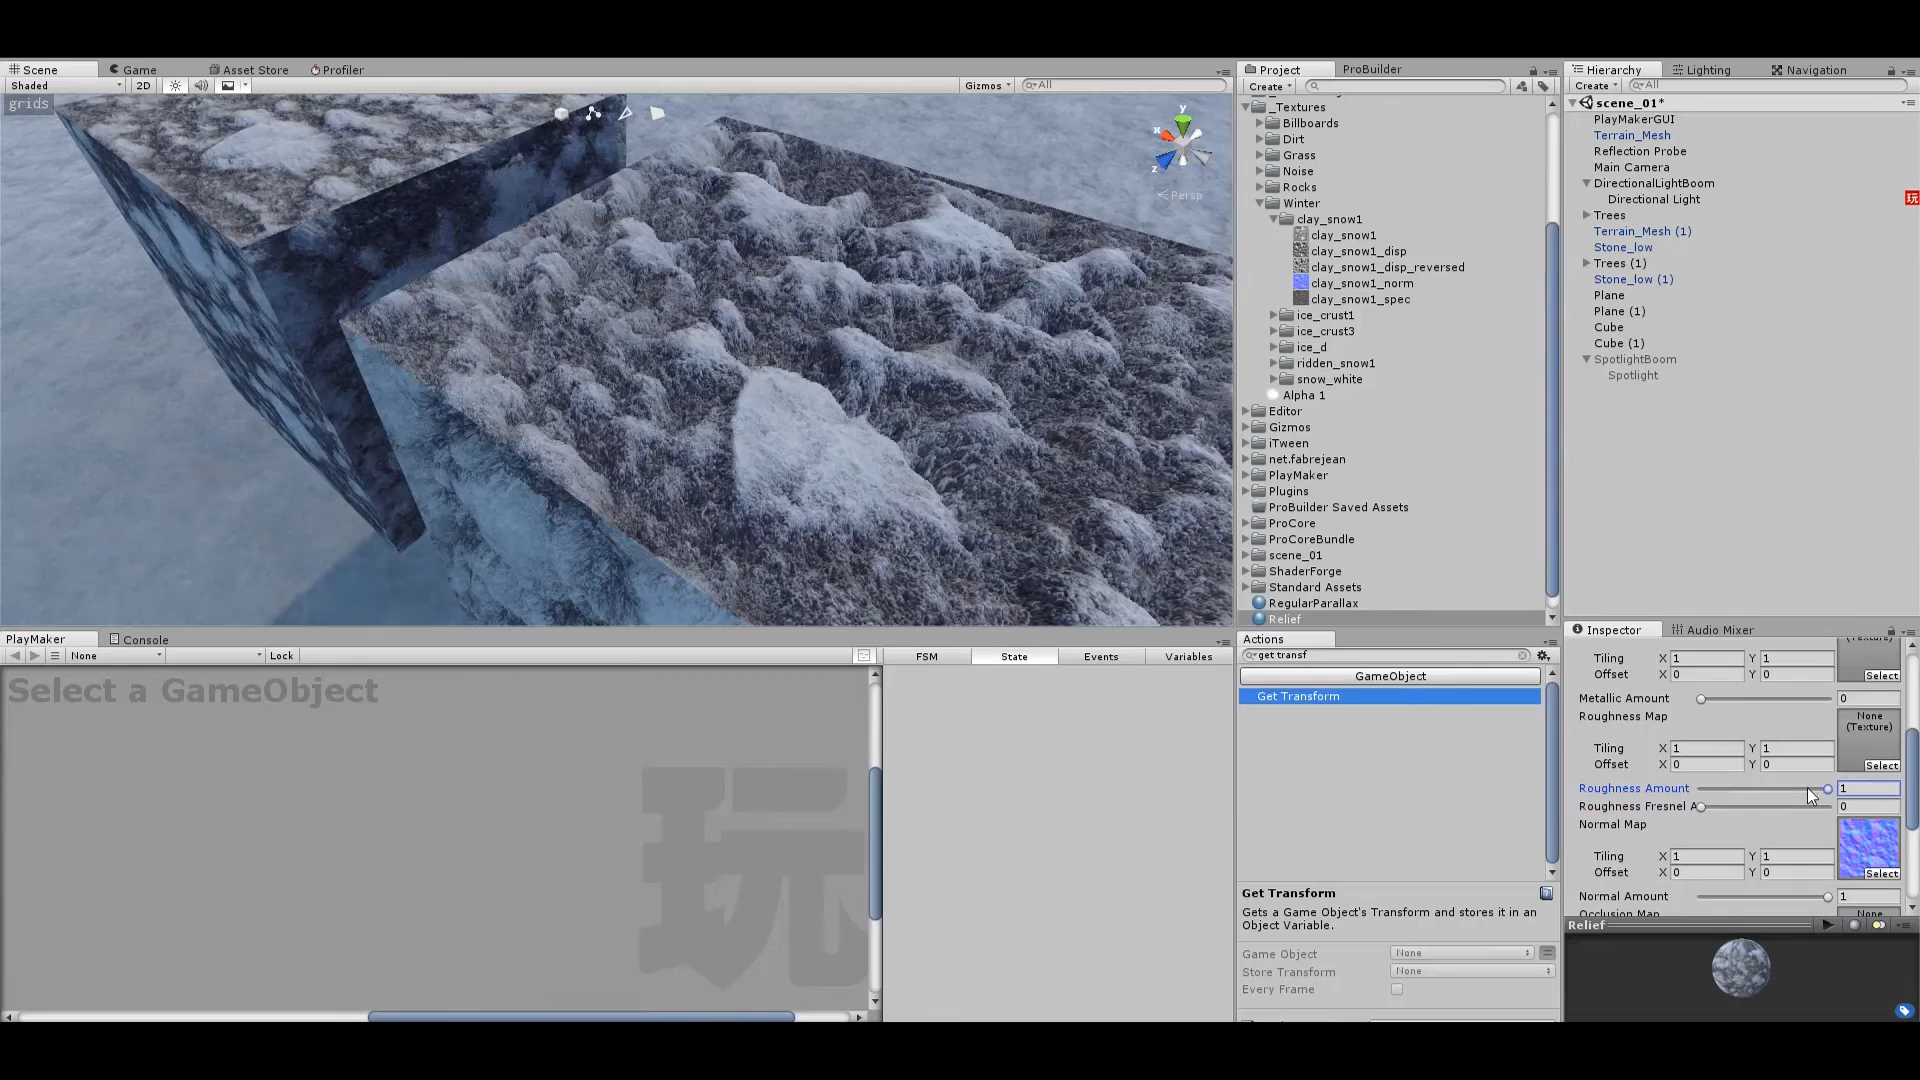 Scene
Game
Asset Store
Profiler
Shaded
2D
Gizmos
All
grids
y
x
z
Persp
Project
ProBuilder
Create
_Textures
Billboards
Dirt
Grass
Noise
Rocks
Winter
clay_snow1
clay_snow1
clay_snow1_disp
clay_snow1_disp_reversed
clay_snow1_norm
clay_snow1_spec
ice_crust1
ice_crust3
ice_d
ridden_snow1
snow_white
Alpha 1
Editor
Gizmos
iTween
net.fabrejean
PlayMaker
Plugins
ProBuilder Saved Assets
ProCore
ProCoreBundle
scene_01
ShaderForge
Standard Assets
RegularParallax
Relief
Hierarchy
Lighting
Navigation
Create
All
scene_01*
PlayMakerGUI
Terrain_Mesh
Reflection Probe
Main Camera
DirectionalLightBoom
Directional Light
玩
Trees
Terrain_Mesh (1)
Stone_low
Trees (1)
Stone_low (1)
Plane
Plane (1)
Cube
Cube (1)
SpotlightBoom
Spotlight
PlayMaker
Console
None
Lock
Select a GameObject
玩
FSM
State
Events
Variables
Actions
get transf
GameObject
Get Transform
Get Transform
Gets a Game Object's Transform and stores it in an
Object Variable.
Game Object
None
Store Transform
None
Every Frame
Inspector
Audio Mixer
(Texture)
Tiling X 1 Y 1
Offset X 0 Y 0
Select
Metallic Amount 0
Roughness Map
None
(Texture)
Tiling X 1 Y 1
Offset X 0 Y 0
Select
Roughness Amount 1
Roughness Fresnel A 0
Normal Map
Tiling X 1 Y 1
Offset X 0 Y 0
Select
Normal Amount 1
Occlusion Map
None
Relief